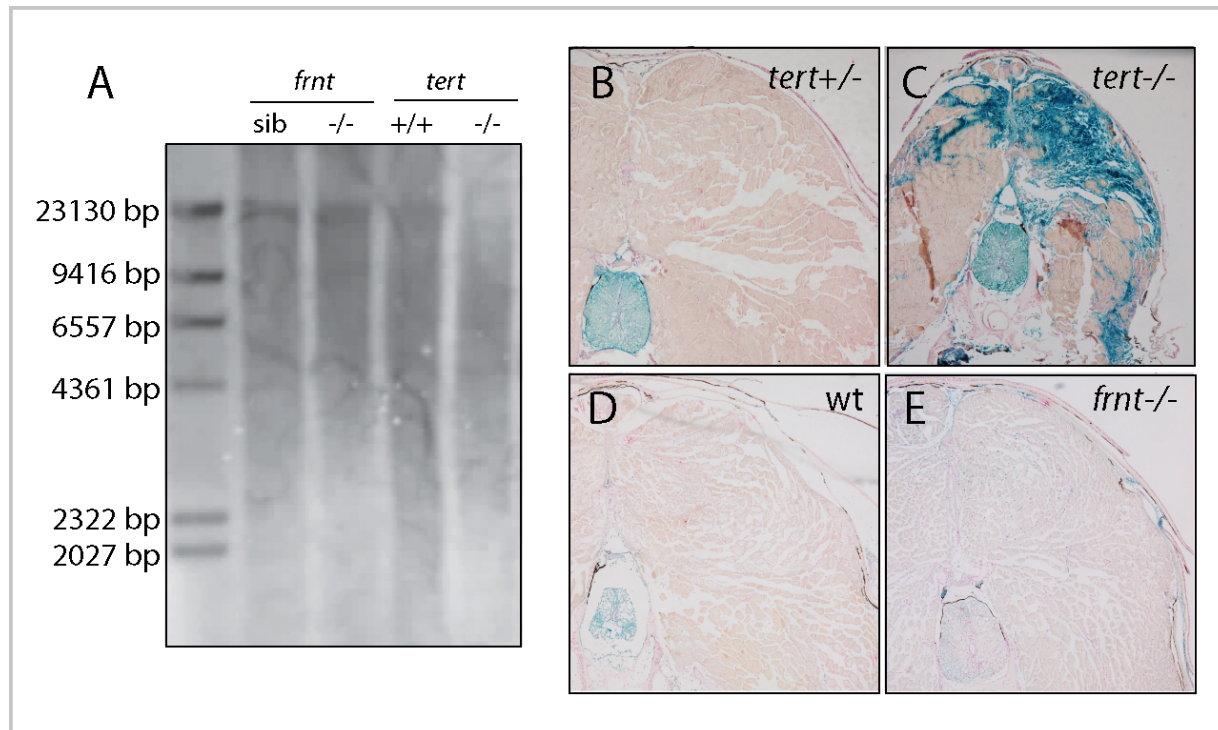 A
frnt
tert
sib -/- +/+ -/-
23130 bp
9416 bp
6557 bp
4361 bp
2322 bp
2027 bp
B
tert+/-
C
tert-/-
D
wt
E
frnt-/-